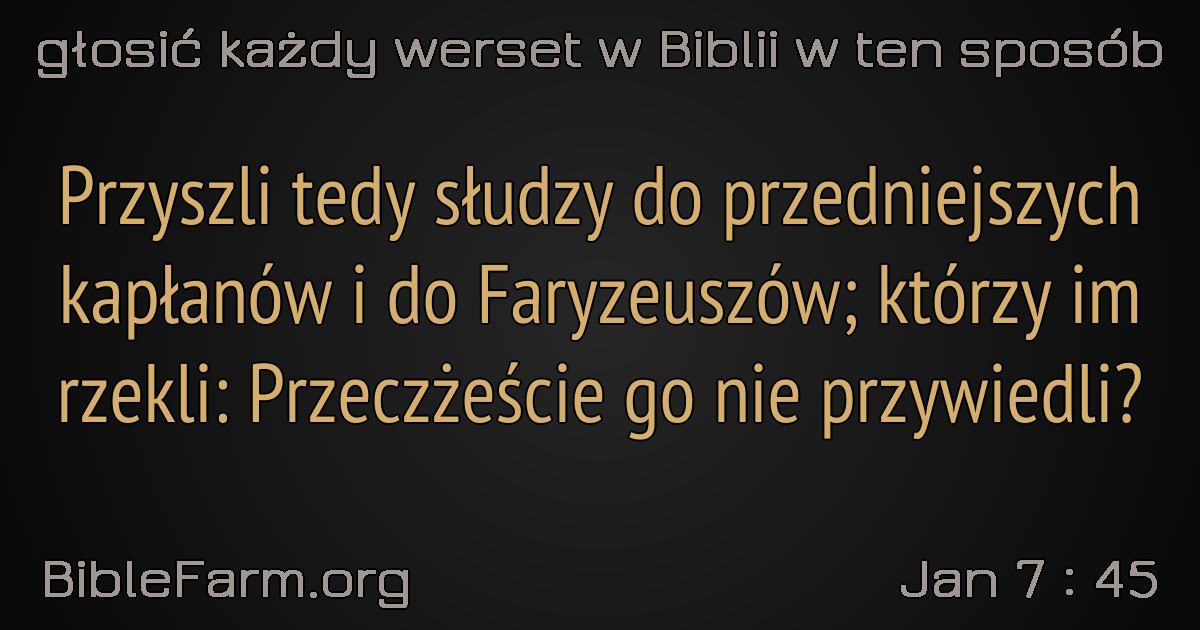 głosić każdy werset w Biblii w ten sposób
Przyszli tedy słudzy do przedniejszych
kapłanów i do Faryzeuszów; którzy im
rzekli: Przeczżeście go nie przywiedli?
BibleFarm.org
Jan 7 : 45